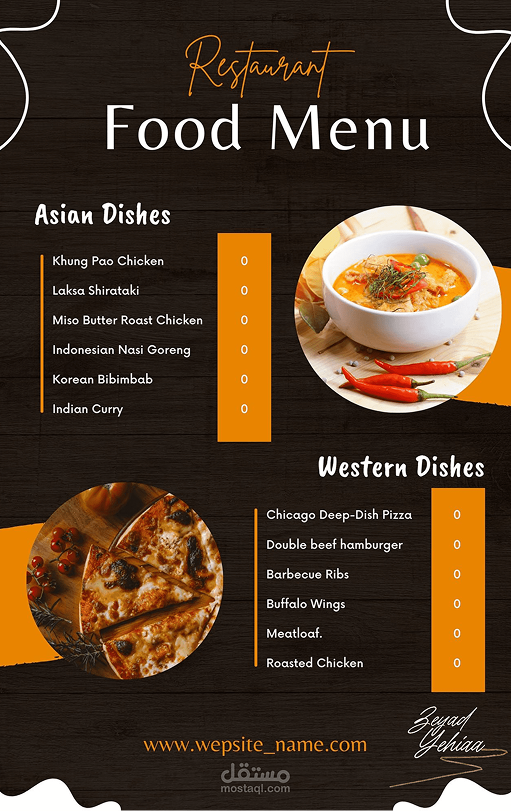 Restaurant
Food Menu
Asian Dishes
Khung Pao Chicken 0
Laksa Shirataki 0
Miso Butter Roast Chicken 0
Indonesian Nasi Goreng 0
Korean Bibimbab 0
Indian Curry 0
Western Dishes
Chicago Deep-Dish Pizza 0
Double beef hamburger 0
Barbecue Ribs 0
Buffalo Wings 0
Meatloaf. 0
Roasted Chicken 0
Zeyad
Yehiaa
www.wepsite_name.com
مستقل
mostaql.com